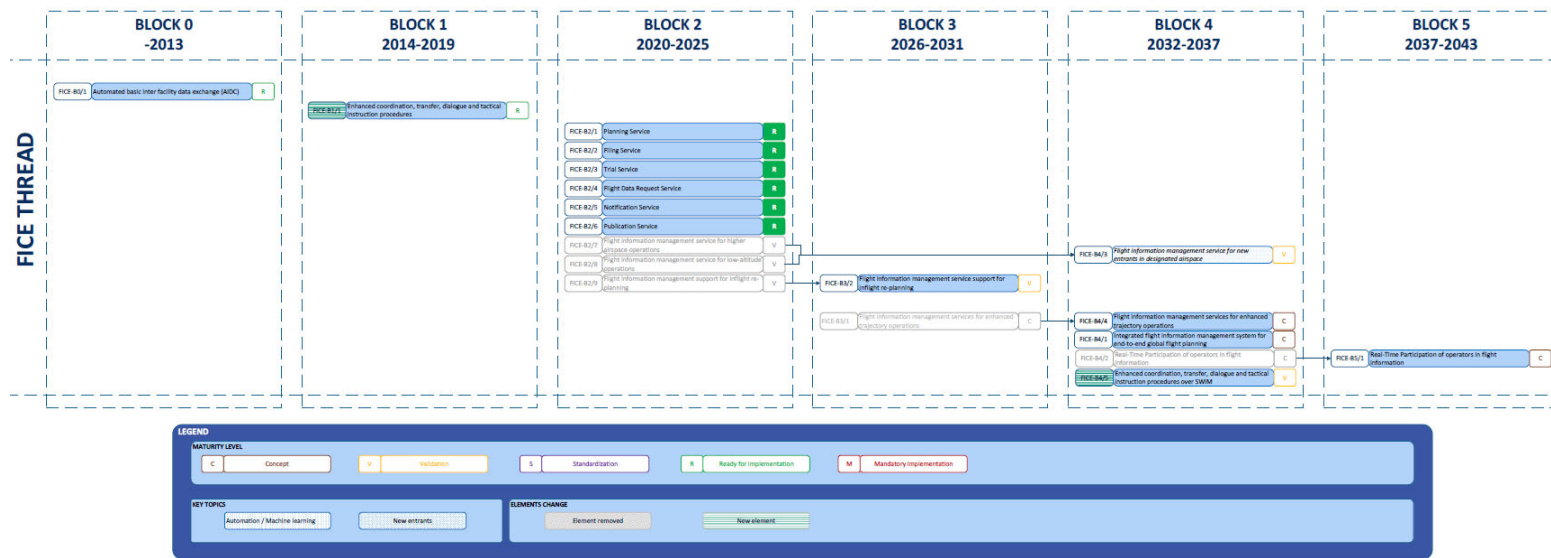 BLOCK 0
-2013
BLOCK 1
2014-2019
BLOCK 2
2020-2025
BLOCK 3
2026-2031
BLOCK 4
2032-2037
BLOCK 5
2037-2043
FICE THREAD
FICE-B0/1 Automated basic inter facility data exchange (AIDC) R
FICE-B1/1 Enhanced coordination, transfer, dialogue and tactical
instruction procedures R
FICE-B2/1 Planning Service R
FICE-B2/2 Filing Service R
FICE-B2/3 Trial Service R
FICE-B2/4 Flight Data Request Service R
FICE-B2/5 Notification Service R
FICE-B2/6 Publication Service R
FICE-B2/7 Flight information management service for higher
airspace operations V
FICE-B2/8 Flight information management service for low-altitude
operations V
FICE-B2/9 Flight information management support for inflight re-
planning V
FICE-B3/2 Flight information management service support for
inflight re-planning V
FICE-B3/1 Flight information management services for enhanced
trajectory operations C
FICE-B4/3 Flight information management service for new
entrants in designated airspace V
FICE-B4/4 Flight information management services for enhanced
trajectory operations C
FICE-B4/1 Integrated flight information management system for
end-to-end global flight planning C
FICE-B4/2 Real-Time Participation of operators in flight
information C
FICE-B4/5 Enhanced coordination, transfer, dialogue and tactical
instruction procedures over SWIM V
FICE-B5/1 Real-Time Participation of operators in flight
information C
LEGEND
MATURITY LEVEL
C Concept
V Validation
S Standardization
R Ready for implementation
M Mandatory implementation
KEY TOPICS
Automation / Machine learning
New entrants
ELEMENTS CHANGE
Element removed
New element